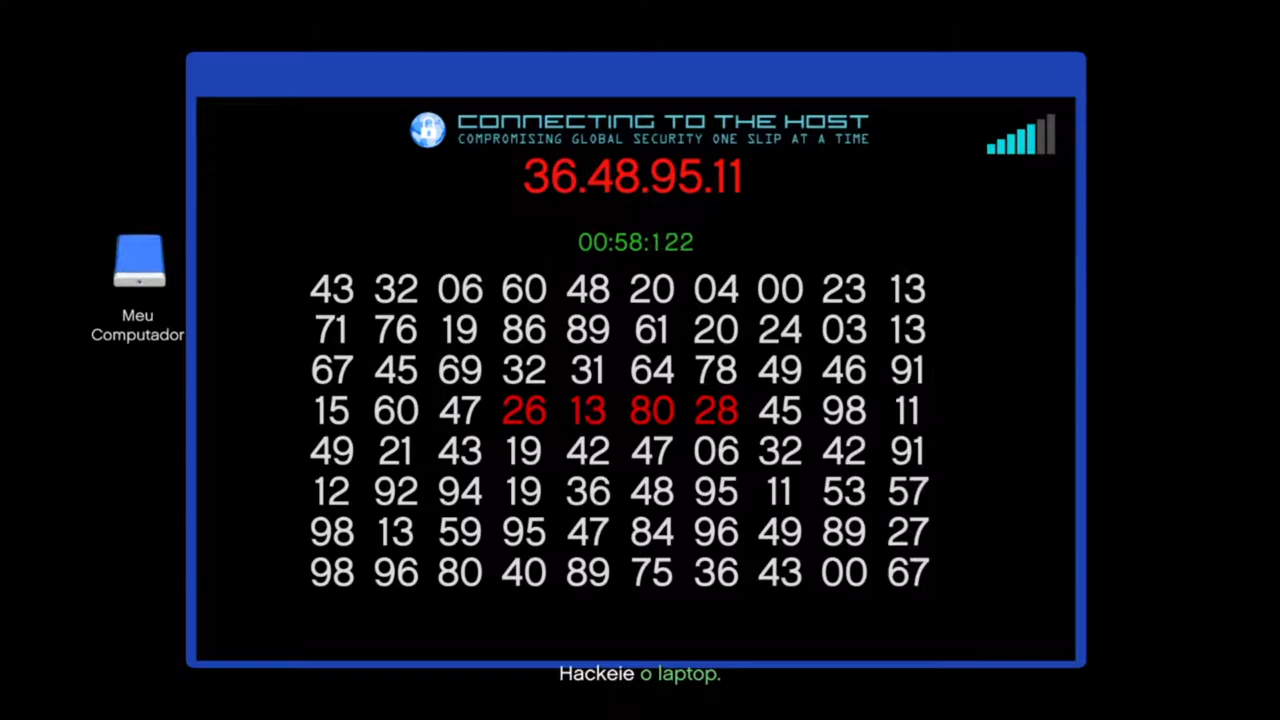 CONNECTING TO THE HOST
COMPROMISING GLOBAL SECURITY ONE SLIP AT A TIME
36.48.95.11
00:58:122
43 32 06 60 48 20 04 00 23 13
71 76 19 86 89 61 20 24 03 13
67 45 69 32 31 64 78 49 46 91
15 60 47 26 13 80 28 45 98 11
49 21 43 19 42 47 06 32 42 91
12 92 94 19 36 48 95 11 53 57
98 13 59 95 47 84 96 49 89 27
98 96 80 40 89 75 36 43 00 67
Meu
Computador
Hackeie o laptop.